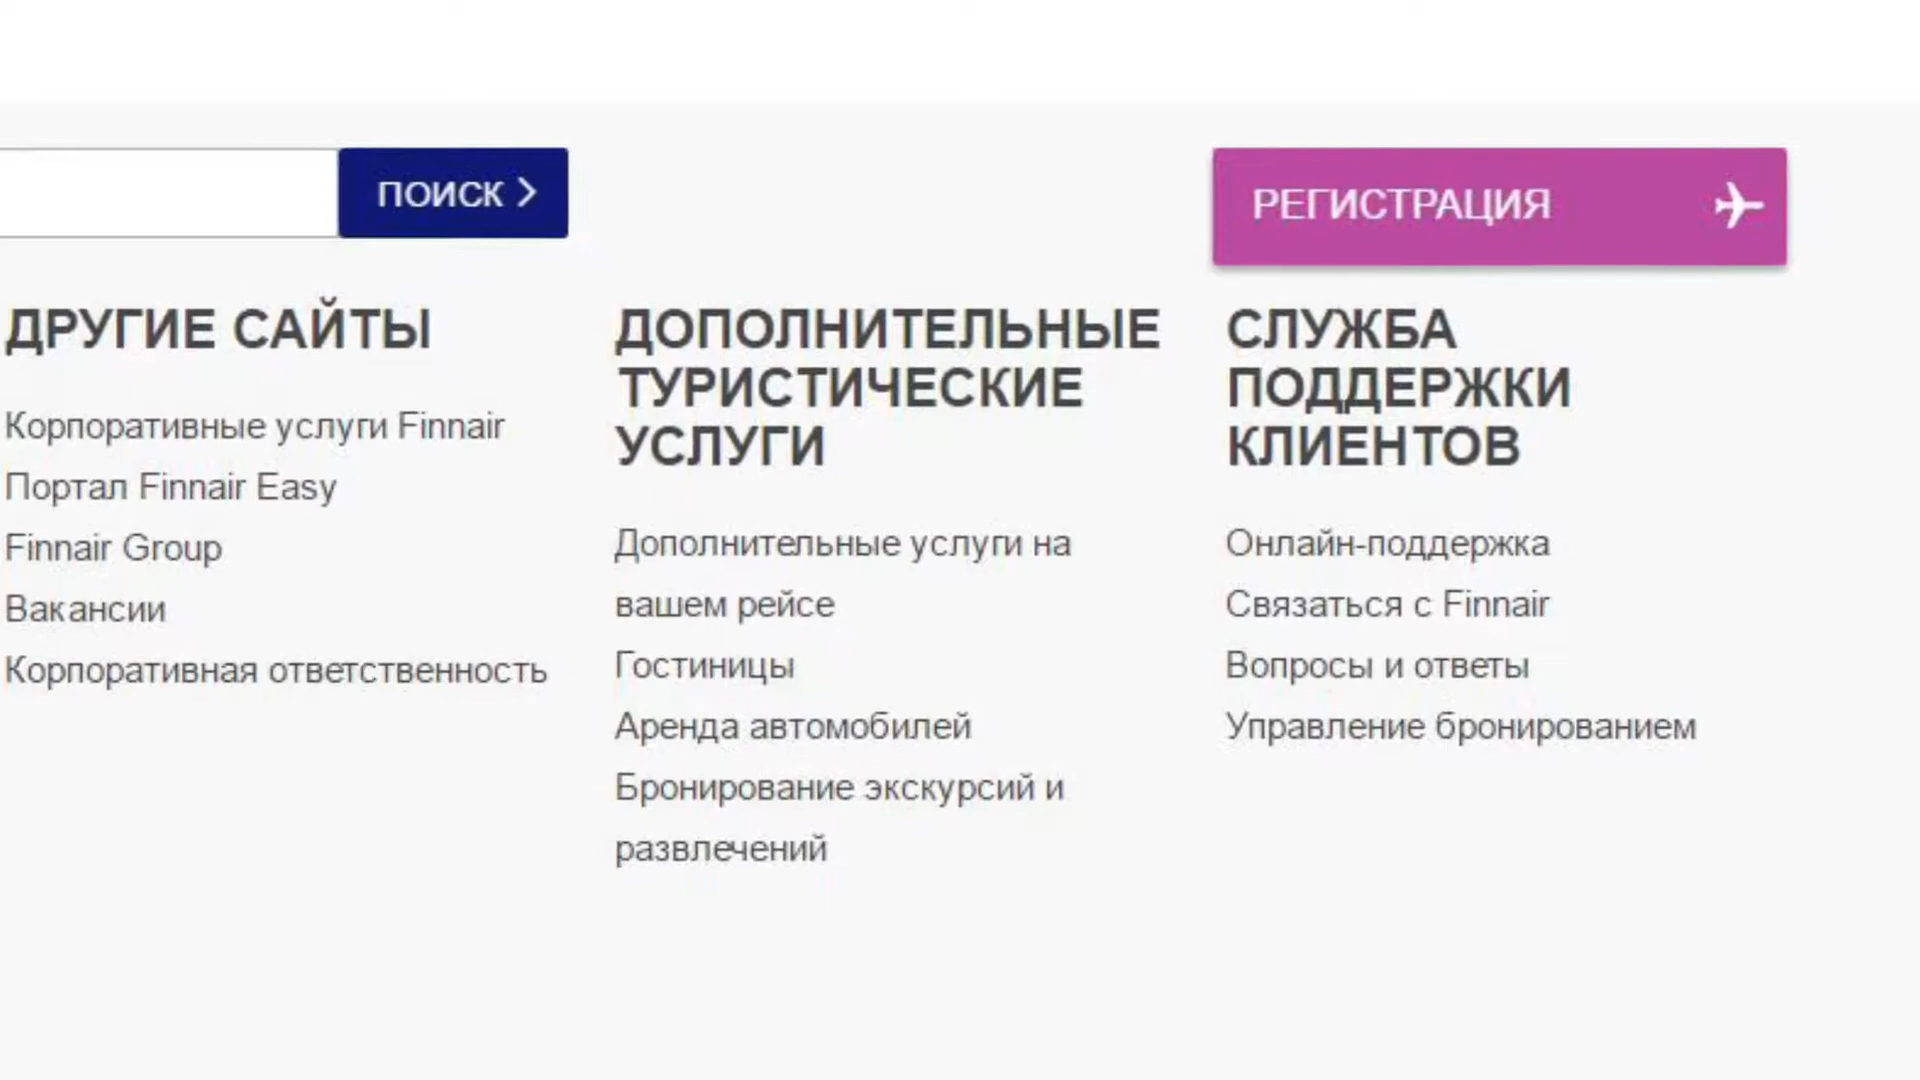 ПОИСК
РЕГИСТРАЦИЯ
ДРУГИЕ САЙТЫ
Корпоративные услуги Finnair
Портал Finnair Easy
Finnair Group
Вакансии
Корпоративная ответственность
ДОПОЛНИТЕЛЬНЫЕ
ТУРИСТИЧЕСКИЕ
УСЛУГИ
Дополнительные услуги на
вашем рейсе
Гостиницы
Аренда автомобилей
Бронирование экскурсий и
развлечений
СЛУЖБА
ПОДДЕРЖКИ
КЛИЕНТОВ
Онлайн-поддержка
Связаться с Finnair
Вопросы и ответы
Управление бронированием